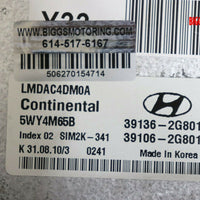 www.BIGGSMOTORING.com
614-517-6167
506270154714
LMDAC4DM0A
Continental
5WY4M65B
39136-2G801
39106-2G801
Index 02 SIM2K-341
Made in Korea
K 31.08.10/3 0241